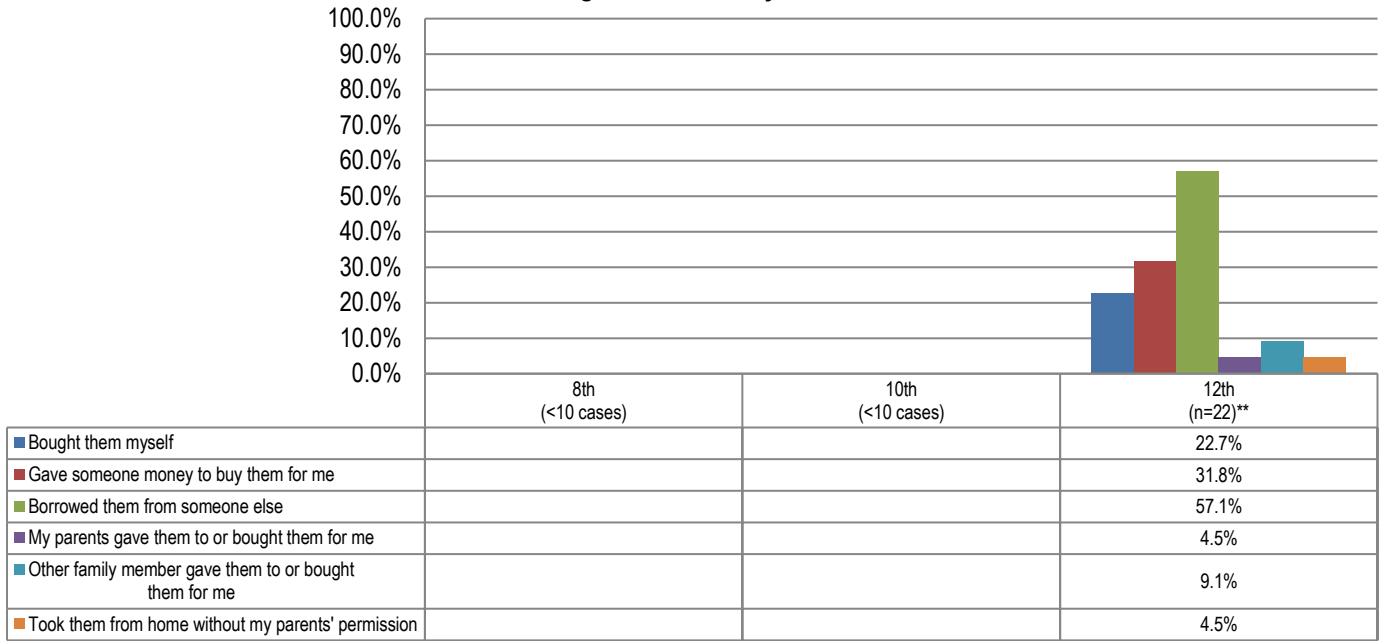 100.0%
90.0%
80.0%
70.0%
60.0%
50.0%
40.0%
30.0%
20.0%
10.0%
0.0%
8th 10th 12th
(<10 cases) (<10 cases) (n=22)**
Bought them myself 22.7%
Gave someone money to buy them for me 31.8%
Borrowed them from someone else 57.1%
My parents gave them to or bought them for me 4.5%
Other family member gave them to or bought
them for me 9.1%
Took them from home without my parents' permission 4.5%